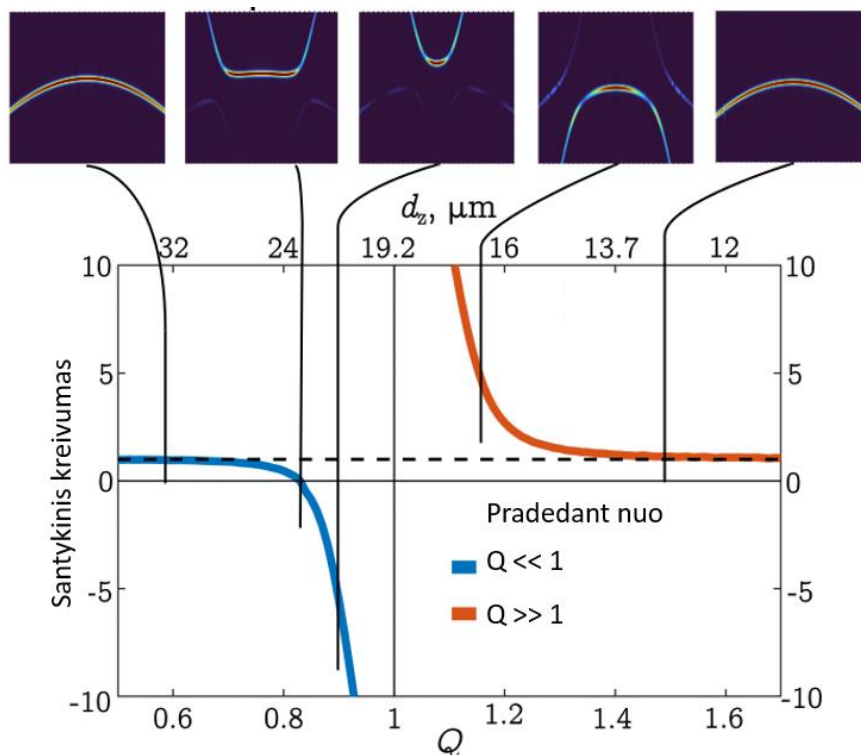 d_z, μm
32 24 19.2 16 13.7 12
10 10
5 5
0 0
-5 -5
-10 -10
Santykinis kreivumas
Pradedant nuo
Q << 1
Q >> 1
0.6 0.8 1 1.2 1.4 1.6
Q